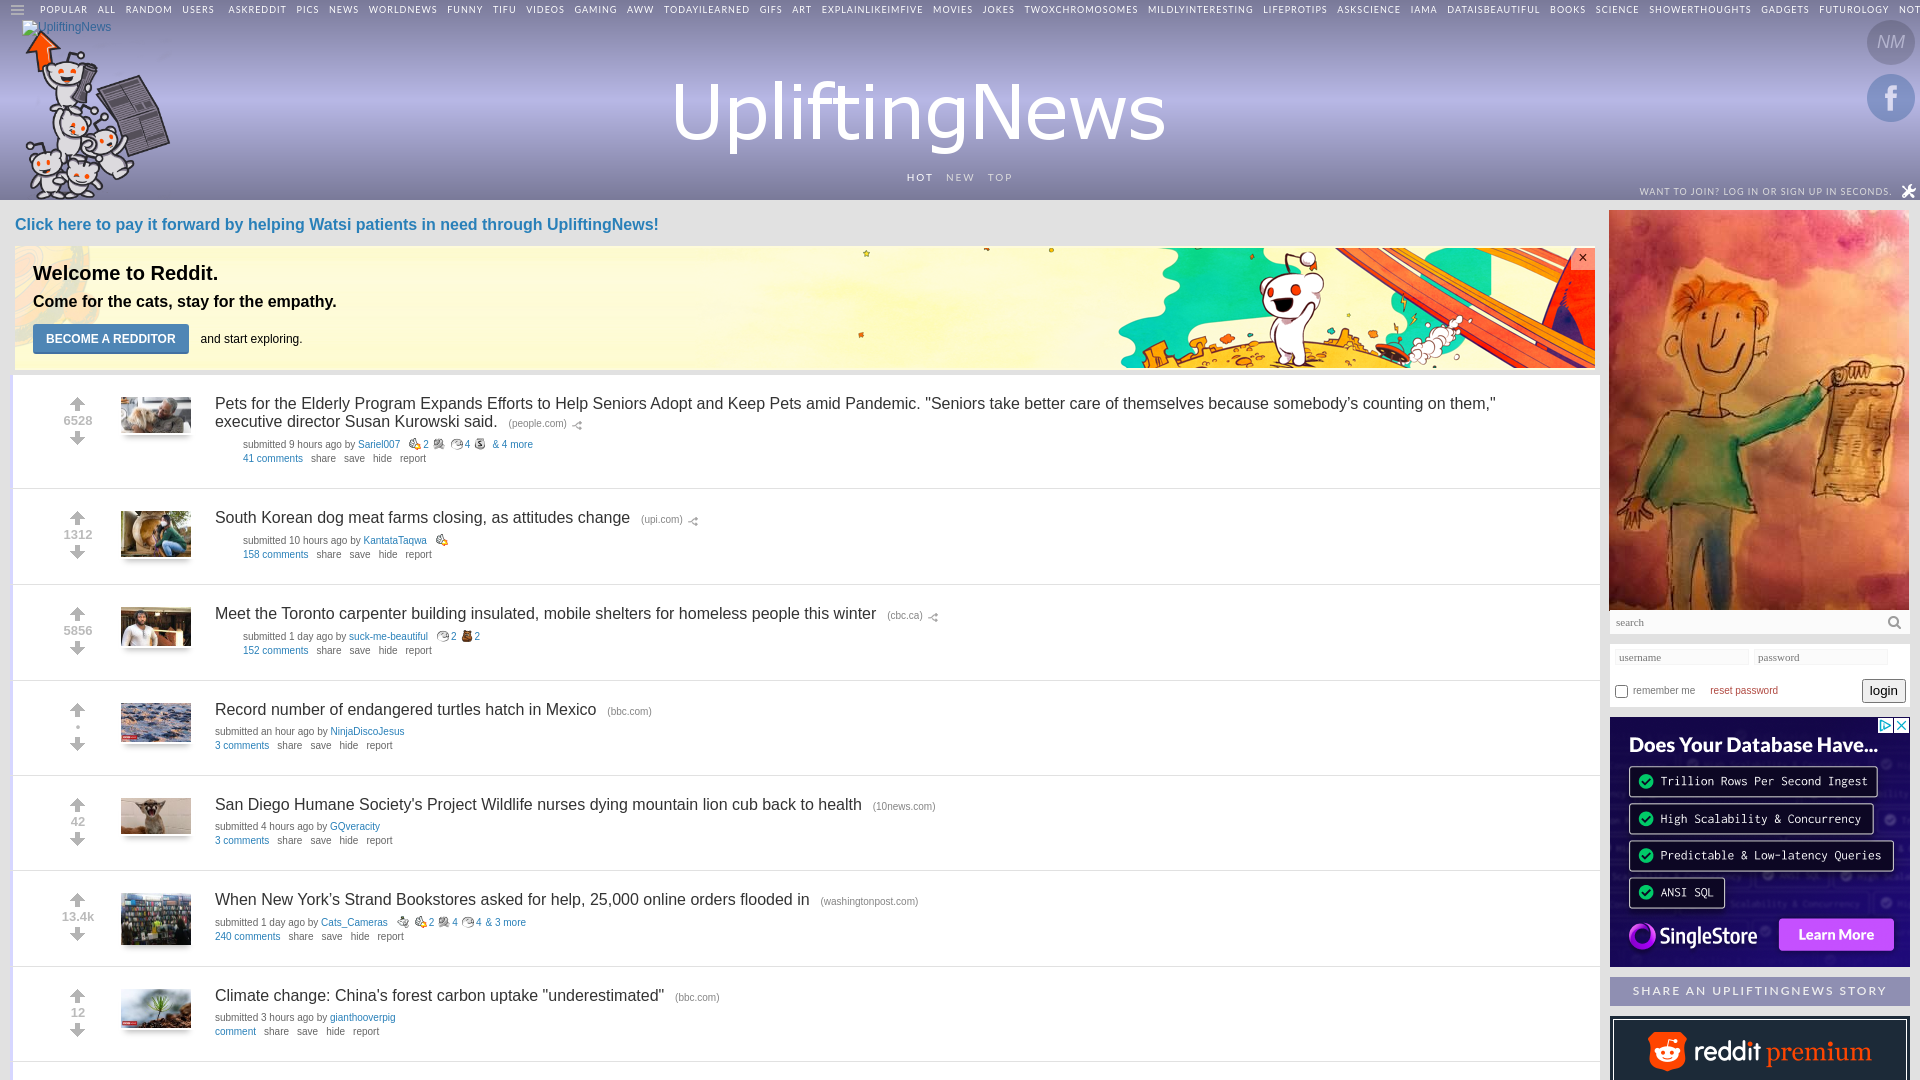 POPULAR ALL RANDOM USERS ASKREDDIT PICS NEWS WORLDNEWS FUNNY TIFU VIDEOS GAMING AWW TODAYILEARNED GIFS ART EXPLAINLIKEIMFIVE MOVIES JOKES TWOXCHROMOSOMES MILDLYINTERESTING LIFEPROTIPS ASKSCIENCE IAMA DATAISBEAUTIFUL BOOKS SCIENCE SHOWERTHOUGHTS GADGETS FUTUROLOGY NOT
UpliftingNews
NM
f
UpliftingNews
HOT NEW TOP
WANT TO JOIN? LOG IN OR SIGN UP IN SECONDS.
Click here to pay it forward by helping Watsi patients in need through UpliftingNews!
Welcome to Reddit.
×
Come for the cats, stay for the empathy.
BECOME A REDDITOR and start exploring.
6528
Pets for the Elderly Program Expands Efforts to Help Seniors Adopt and Keep Pets amid Pandemic. "Seniors take better care of themselves because somebody’s counting on them,"
executive director Susan Kurowski said. (people.com)
submitted 9 hours ago by Sariel007 2 4 & 4 more
41 comments share save hide report
1312
South Korean dog meat farms closing, as attitudes change (upi.com)
submitted 10 hours ago by KantataTaqwa
158 comments share save hide report
5856
Meet the Toronto carpenter building insulated, mobile shelters for homeless people this winter (cbc.ca)
submitted 1 day ago by suck-me-beautiful 2 2
152 comments share save hide report
•
Record number of endangered turtles hatch in Mexico (bbc.com)
submitted an hour ago by NinjaDiscoJesus
3 comments share save hide report
42
San Diego Humane Society's Project Wildlife nurses dying mountain lion cub back to health (10news.com)
submitted 4 hours ago by GQveracity
3 comments share save hide report
13.4k
When New York’s Strand Bookstores asked for help, 25,000 online orders flooded in (washingtonpost.com)
submitted 1 day ago by Cats_Cameras 2 4 4 & 3 more
240 comments share save hide report
12
Climate change: China's forest carbon uptake "underestimated" (bbc.com)
submitted 3 hours ago by gianthooverpig
comment share save hide report
search
username password
remember me reset password login
Does Your Database Have...
Trillion Rows Per Second Ingest
High Scalability & Concurrency
Predictable & Low-latency Queries
ANSI SQL
SingleStore Learn More
SHARE AN UPLIFTINGNEWS STORY
reddit premium